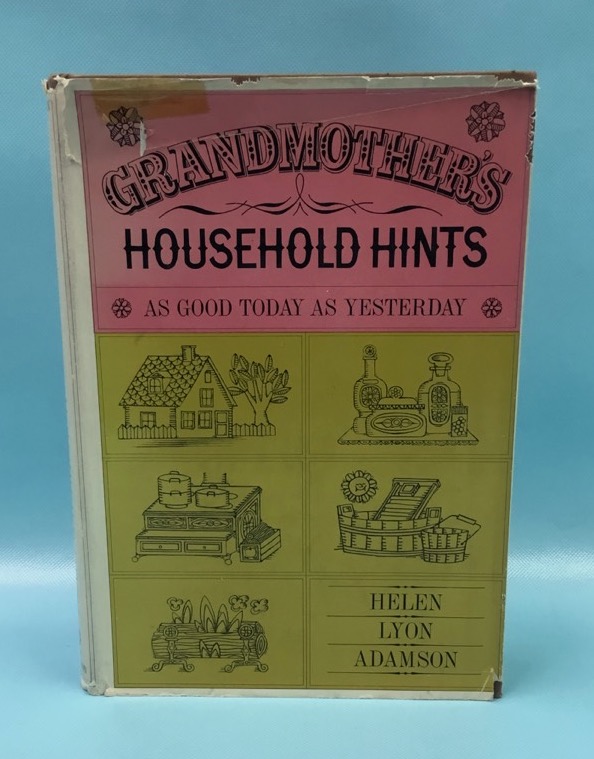 GRANDMOTHER'S
HOUSEHOLD HINTS
AS GOOD TODAY AS YESTERDAY
HELEN
LYON
ADAMSON